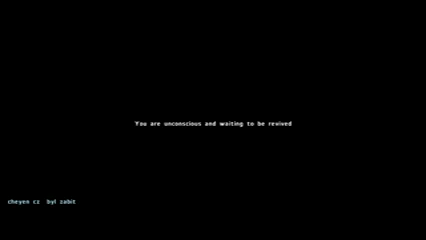 You are unconscious and waiting to be revived
cheyen cz byl zabit